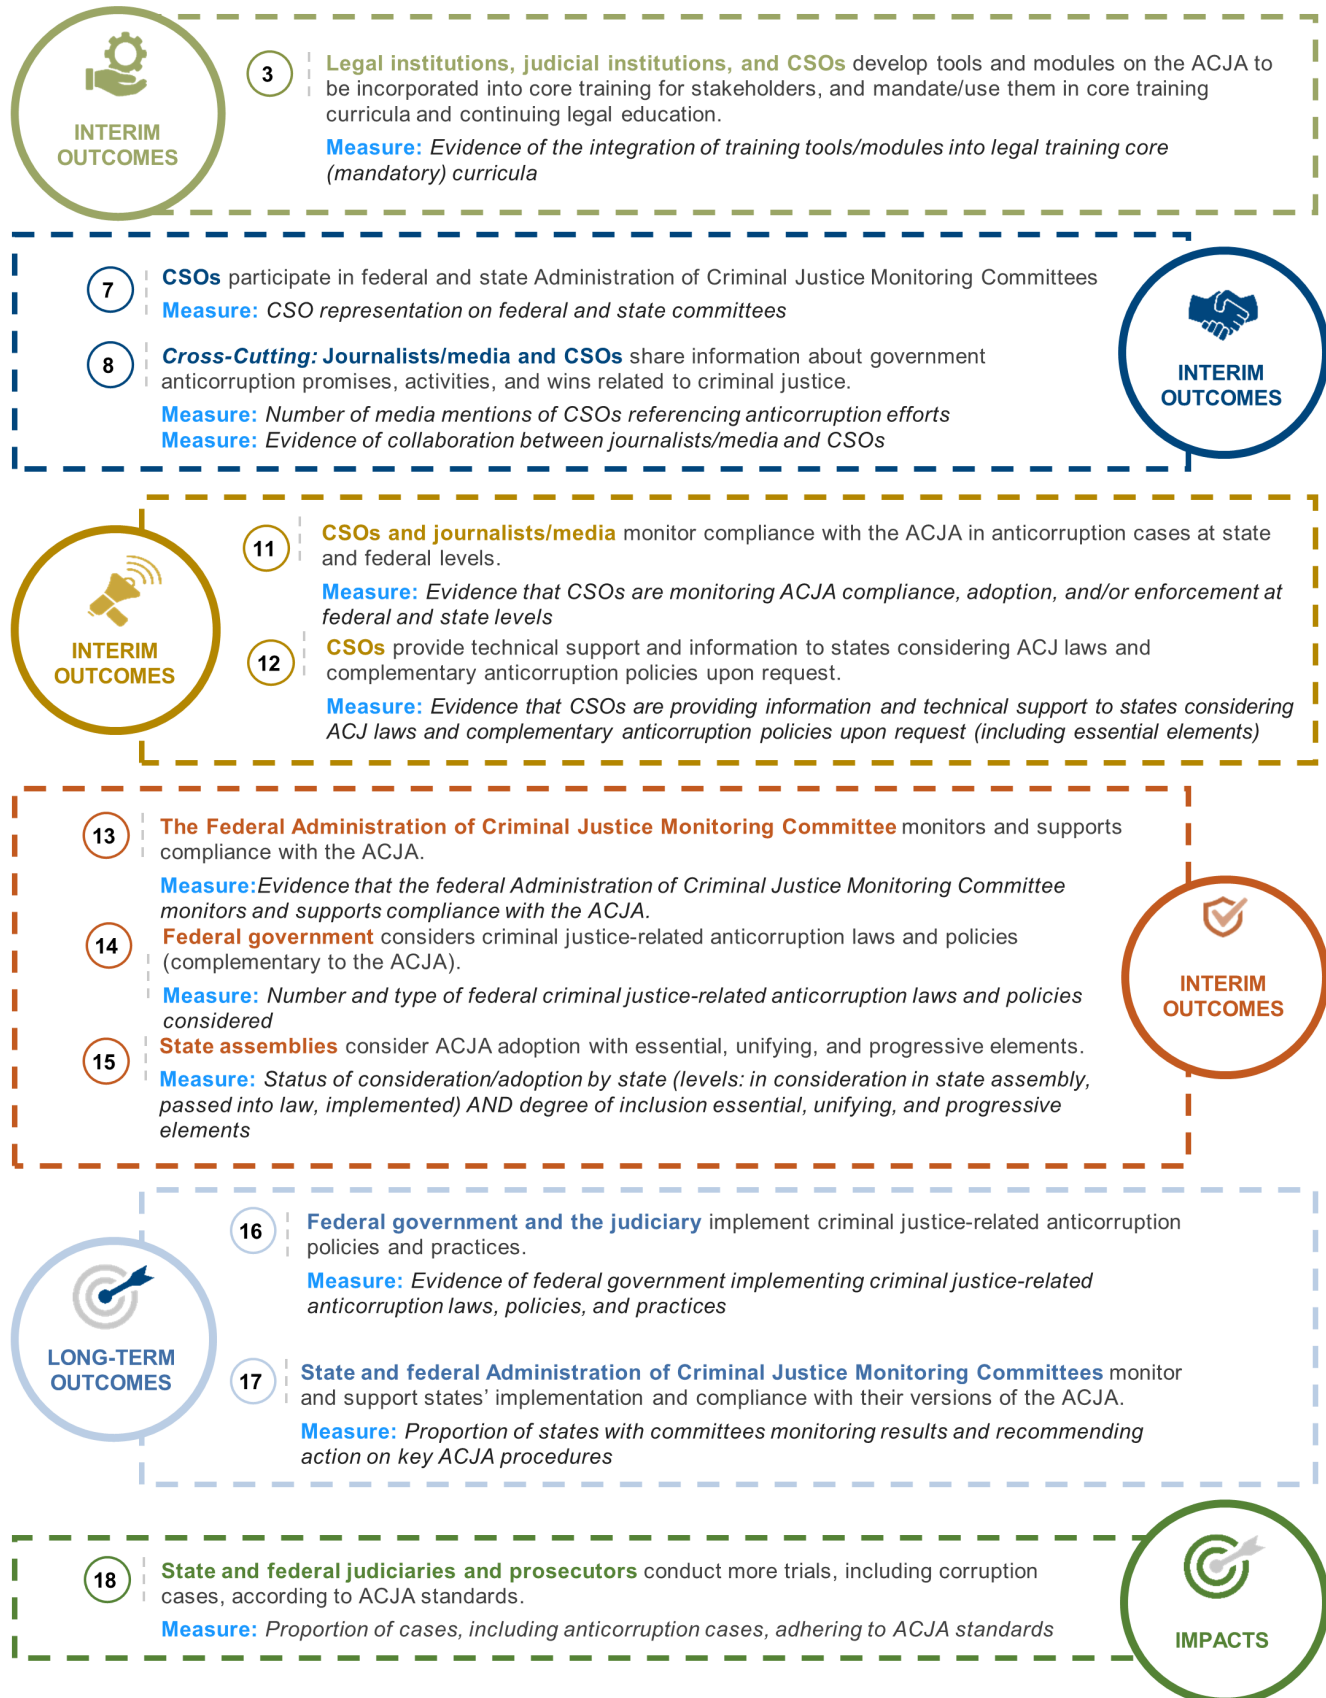 INTERIM
OUTCOMES
3
Legal institutions, judicial institutions, and CSOs develop tools and modules on the ACJA to
be incorporated into core training for stakeholders, and mandate/use them in core training
curricula and continuing legal education.
Measure: Evidence of the integration of training tools/modules into legal training core
(mandatory) curricula
7
CSOs participate in federal and state Administration of Criminal Justice Monitoring Committees
Measure: CSO representation on federal and state committees
8
Cross-Cutting: Journalists/media and CSOs share information about government
anticorruption promises, activities, and wins related to criminal justice.
Measure: Number of media mentions of CSOs referencing anticorruption efforts
Measure: Evidence of collaboration between journalists/media and CSOs
INTERIM
OUTCOMES
INTERIM
OUTCOMES
11
CSOs and journalists/media monitor compliance with the ACJA in anticorruption cases at state
and federal levels.
Measure: Evidence that CSOs are monitoring ACJA compliance, adoption, and/or enforcement at
federal and state levels
12
CSOs provide technical support and information to states considering ACJ laws and
complementary anticorruption policies upon request.
Measure: Evidence that CSOs are providing information and technical support to states considering
ACJ laws and complementary anticorruption policies upon request (including essential elements)
13
The Federal Administration of Criminal Justice Monitoring Committee monitors and supports
compliance with the ACJA.
Measure:Evidence that the federal Administration of Criminal Justice Monitoring Committee
monitors and supports compliance with the ACJA.
14
Federal government considers criminal justice-related anticorruption laws and policies
(complementary to the ACJA).
Measure: Number and type of federal criminal justice-related anticorruption laws and policies
considered
15
State assemblies consider ACJA adoption with essential, unifying, and progressive elements.
Measure: Status of consideration/adoption by state (levels: in consideration in state assembly,
passed into law, implemented) AND degree of inclusion essential, unifying, and progressive
elements
INTERIM
OUTCOMES
LONG-TERM
OUTCOMES
16
Federal government and the judiciary implement criminal justice-related anticorruption
policies and practices.
Measure: Evidence of federal government implementing criminal justice-related
anticorruption laws, policies, and practices
17
State and federal Administration of Criminal Justice Monitoring Committees monitor
and support states' implementation and compliance with their versions of the ACJA.
Measure: Proportion of states with committees monitoring results and recommending
action on key ACJA procedures
18
State and federal judiciaries and prosecutors conduct more trials, including corruption
cases, according to ACJA standards.
Measure: Proportion of cases, including anticorruption cases, adhering to ACJA standards
IMPACTS